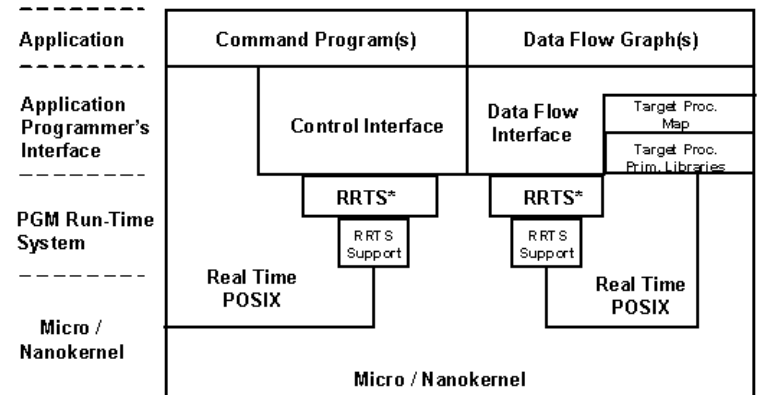 Application
Command Program(s)
Data Flow Graph(s)
Application
Programmer's
Interface
Control Interface
Data Flow
Interface
Target Proc.
Map
Target Proc.
Prim. Libraries
PGM Run-Time
System
RRTS*
RRTS
Support
RRTS*
RRTS
Support
Real Time
POSIX
Real Time
POSIX
Micro /
Nanokernel
Micro / Nanokernel